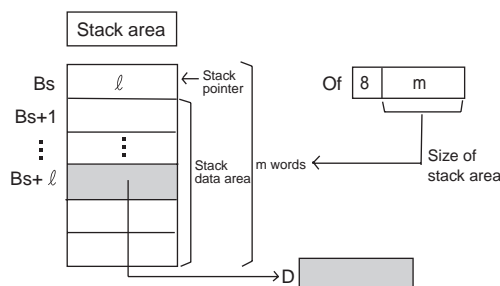 Stack area
Bs ℓ Stack pointer
Bs+1
⋮ ⋮
Bs+ ℓ
Stack data area
m words
Of 8 m
Size of stack area
D